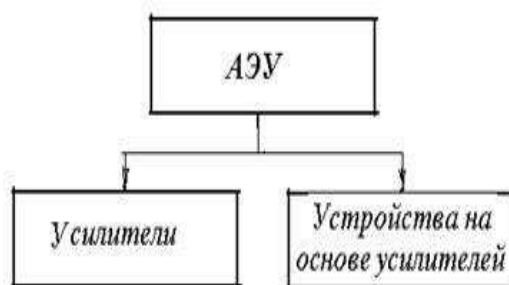 АЭУ
Усилители
Устройства на
основе усилителей